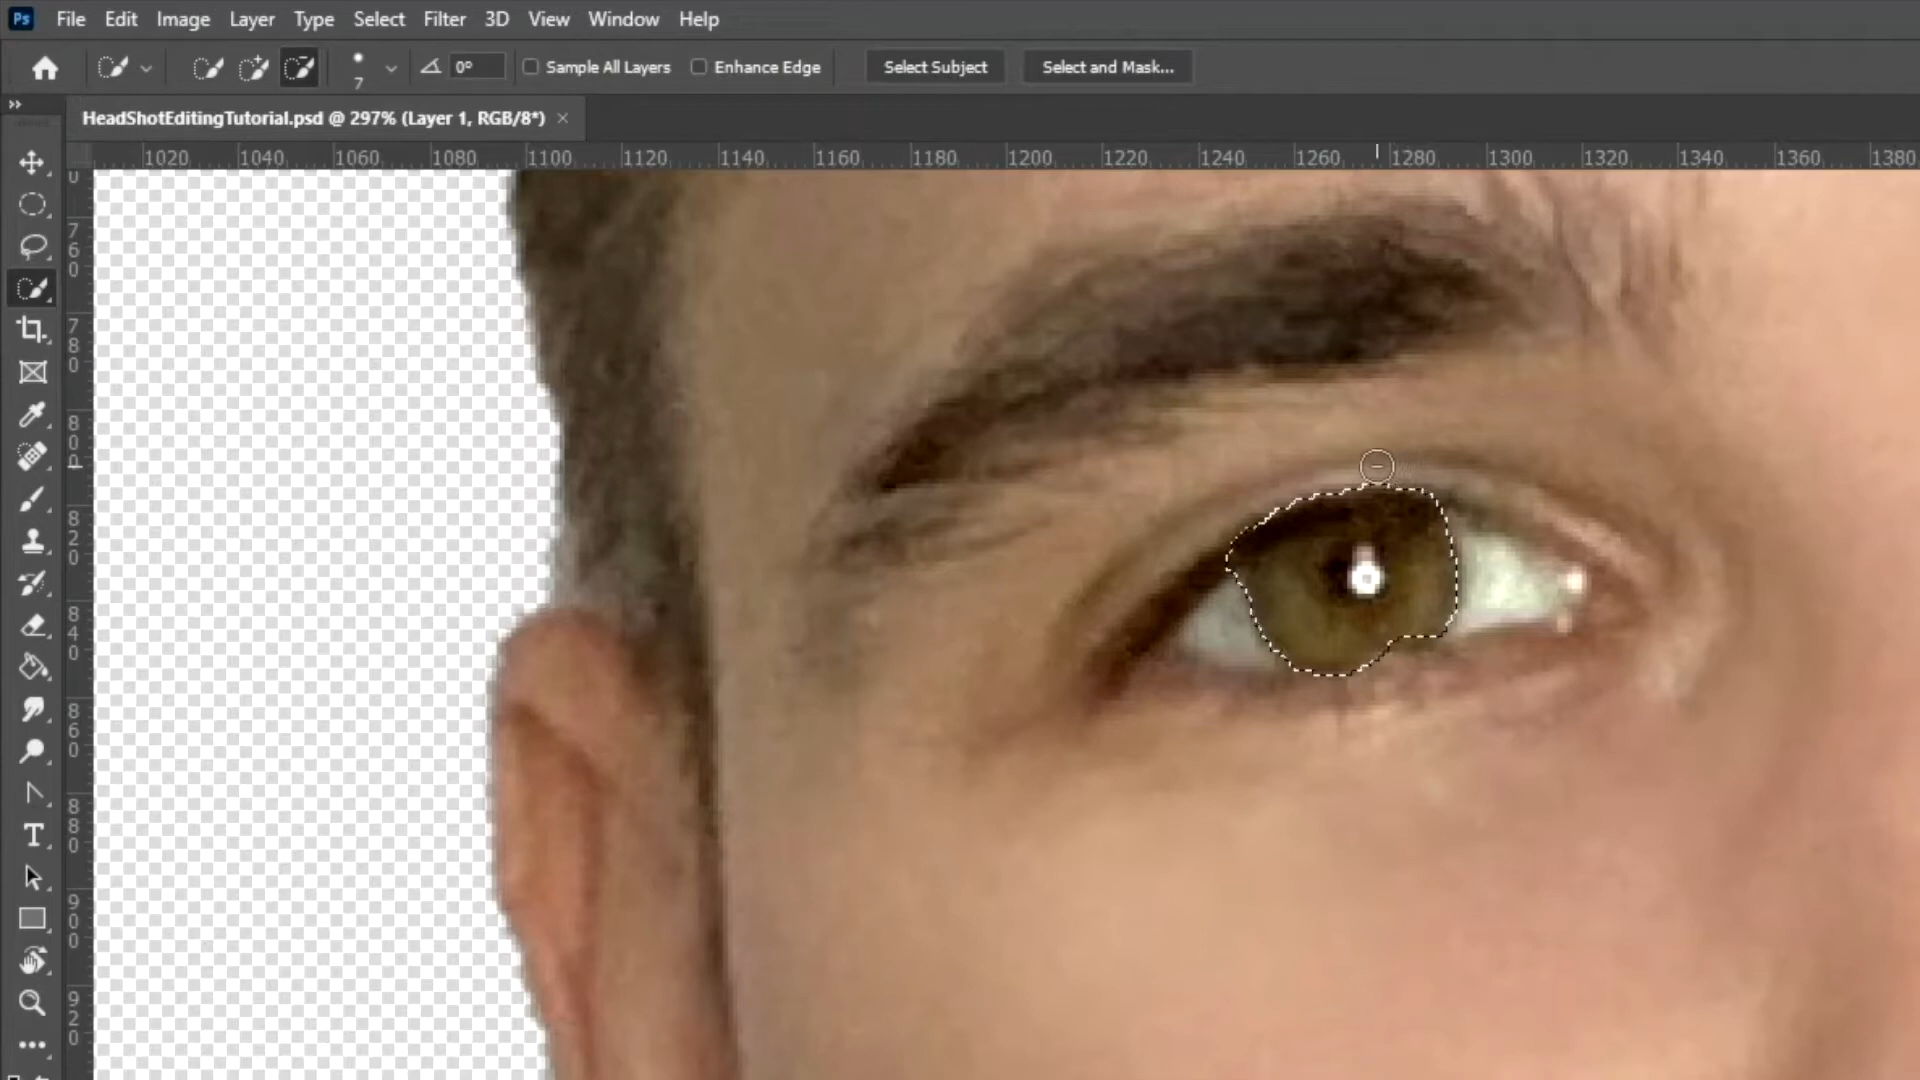 Ps File Edit Image Layer Type Select Filter 3D View Window Help
7 0° Sample All Layers Enhance Edge Select Subject Select and Mask...
HeadShotEditingTutorial.psd @ 297% (Layer 1, RGB/8*) ×
1020 1040 1060 1080 1100 1120 1140 1160 1180 1200 1220 1240 1260 1280 1300 1320 1340 1360 1380
0
760
780
800
820
840
860
880
900
920